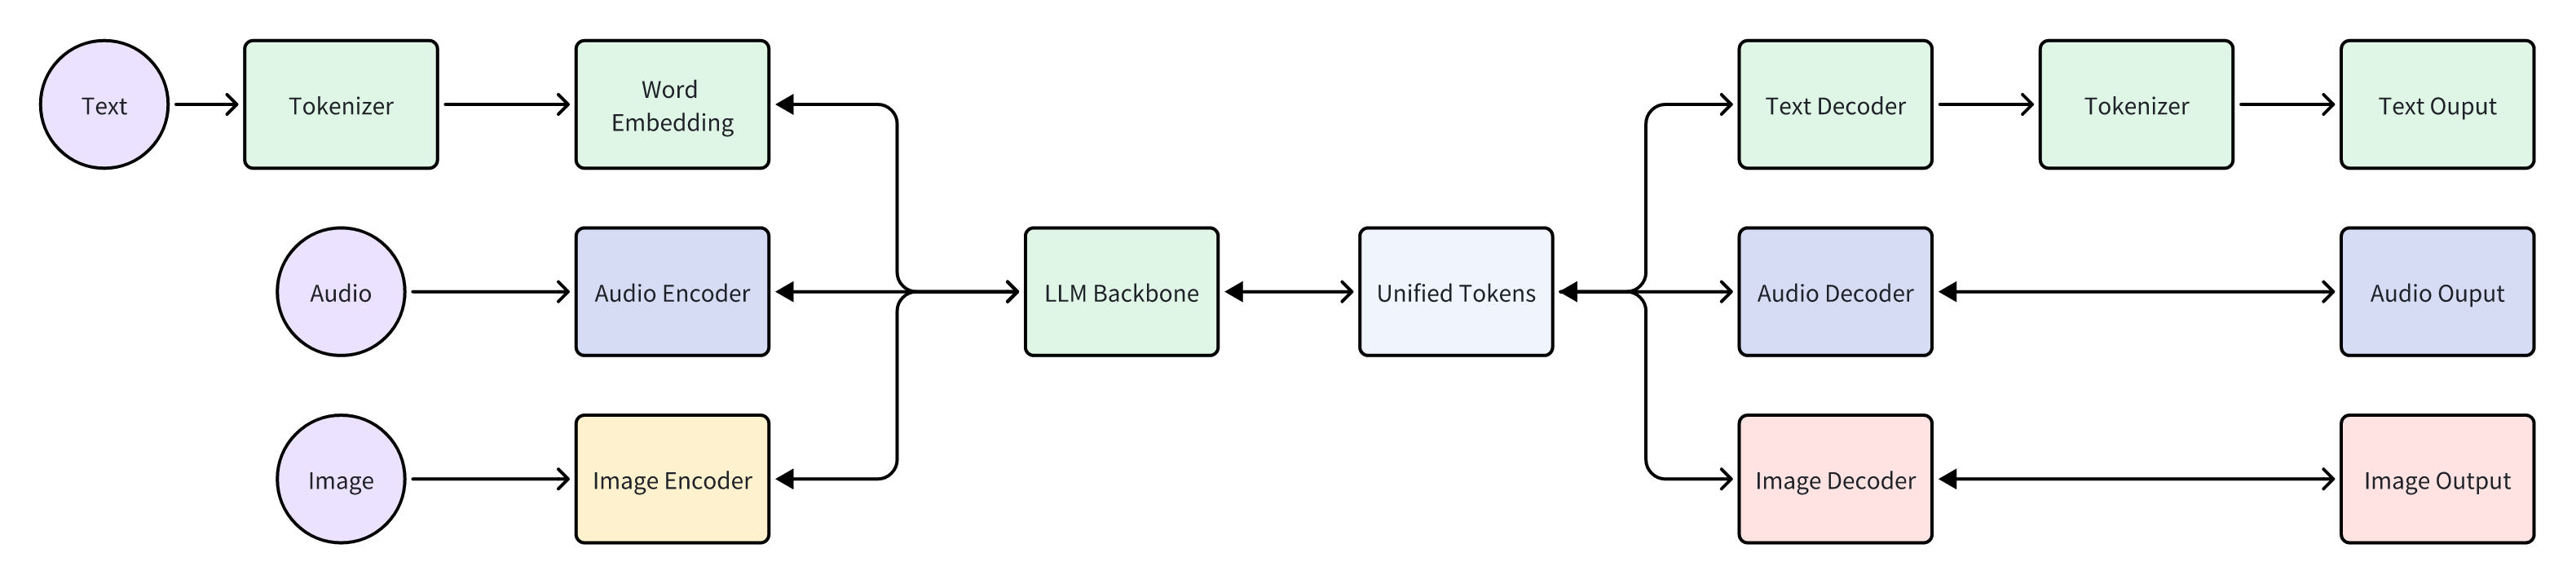 Text
Tokenizer
Word
Embedding
Text Decoder
Tokenizer
Text Ouput
Audio
Audio Encoder
LLM Backbone
Unified Tokens
Audio Decoder
Audio Ouput
Image
Image Encoder
Image Decoder
Image Output